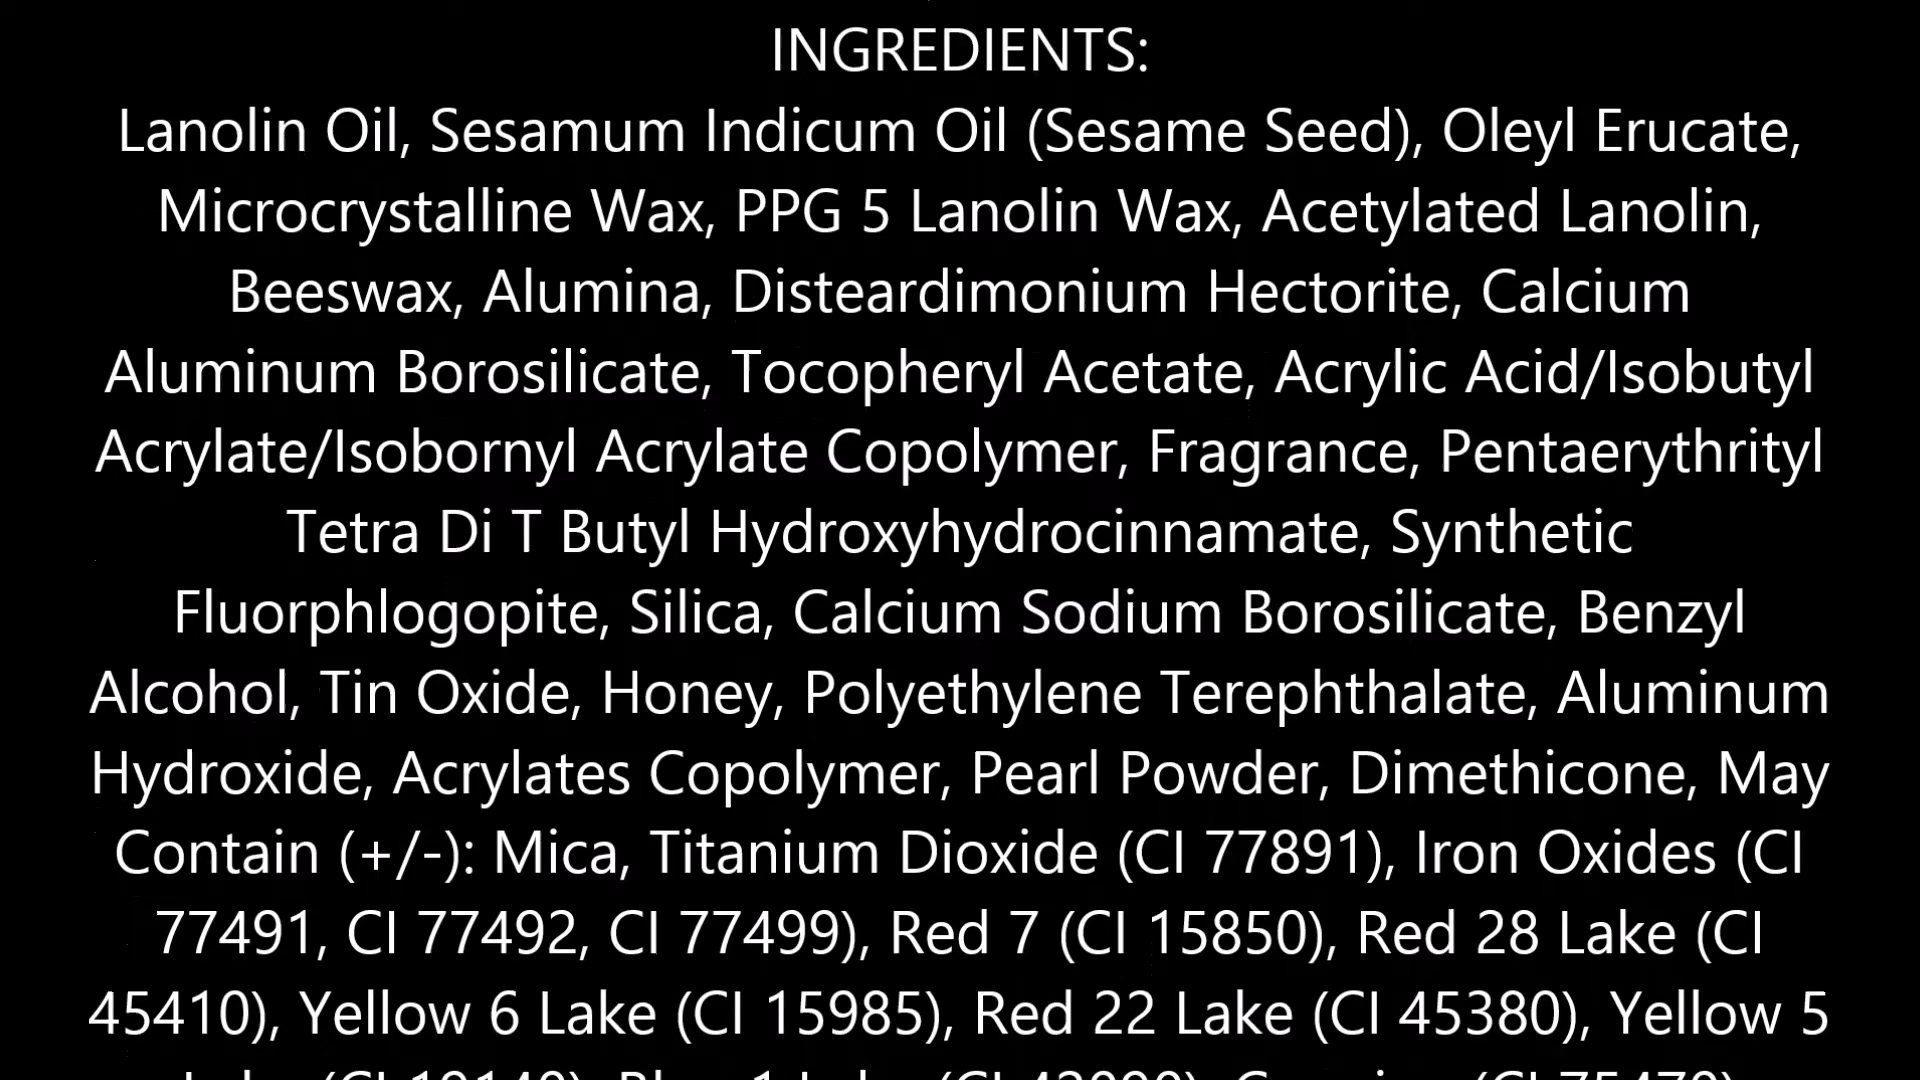 INGREDIENTS:
Lanolin Oil, Sesamum Indicum Oil (Sesame Seed), Oleyl Erucate,
Microcrystalline Wax, PPG 5 Lanolin Wax, Acetylated Lanolin,
Beeswax, Alumina, Disteardimonium Hectorite, Calcium
Aluminum Borosilicate, Tocopheryl Acetate, Acrylic Acid/Isobutyl
Acrylate/Isobornyl Acrylate Copolymer, Fragrance, Pentaerythrityl
Tetra Di T Butyl Hydroxyhydrocinnamate, Synthetic
Fluorphlogopite, Silica, Calcium Sodium Borosilicate, Benzyl
Alcohol, Tin Oxide, Honey, Polyethylene Terephthalate, Aluminum
Hydroxide, Acrylates Copolymer, Pearl Powder, Dimethicone, May
Contain (+/-): Mica, Titanium Dioxide (CI 77891), Iron Oxides (CI
77491, CI 77492, CI 77499), Red 7 (CI 15850), Red 28 Lake (CI
45410), Yellow 6 Lake (CI 15985), Red 22 Lake (CI 45380), Yellow 5